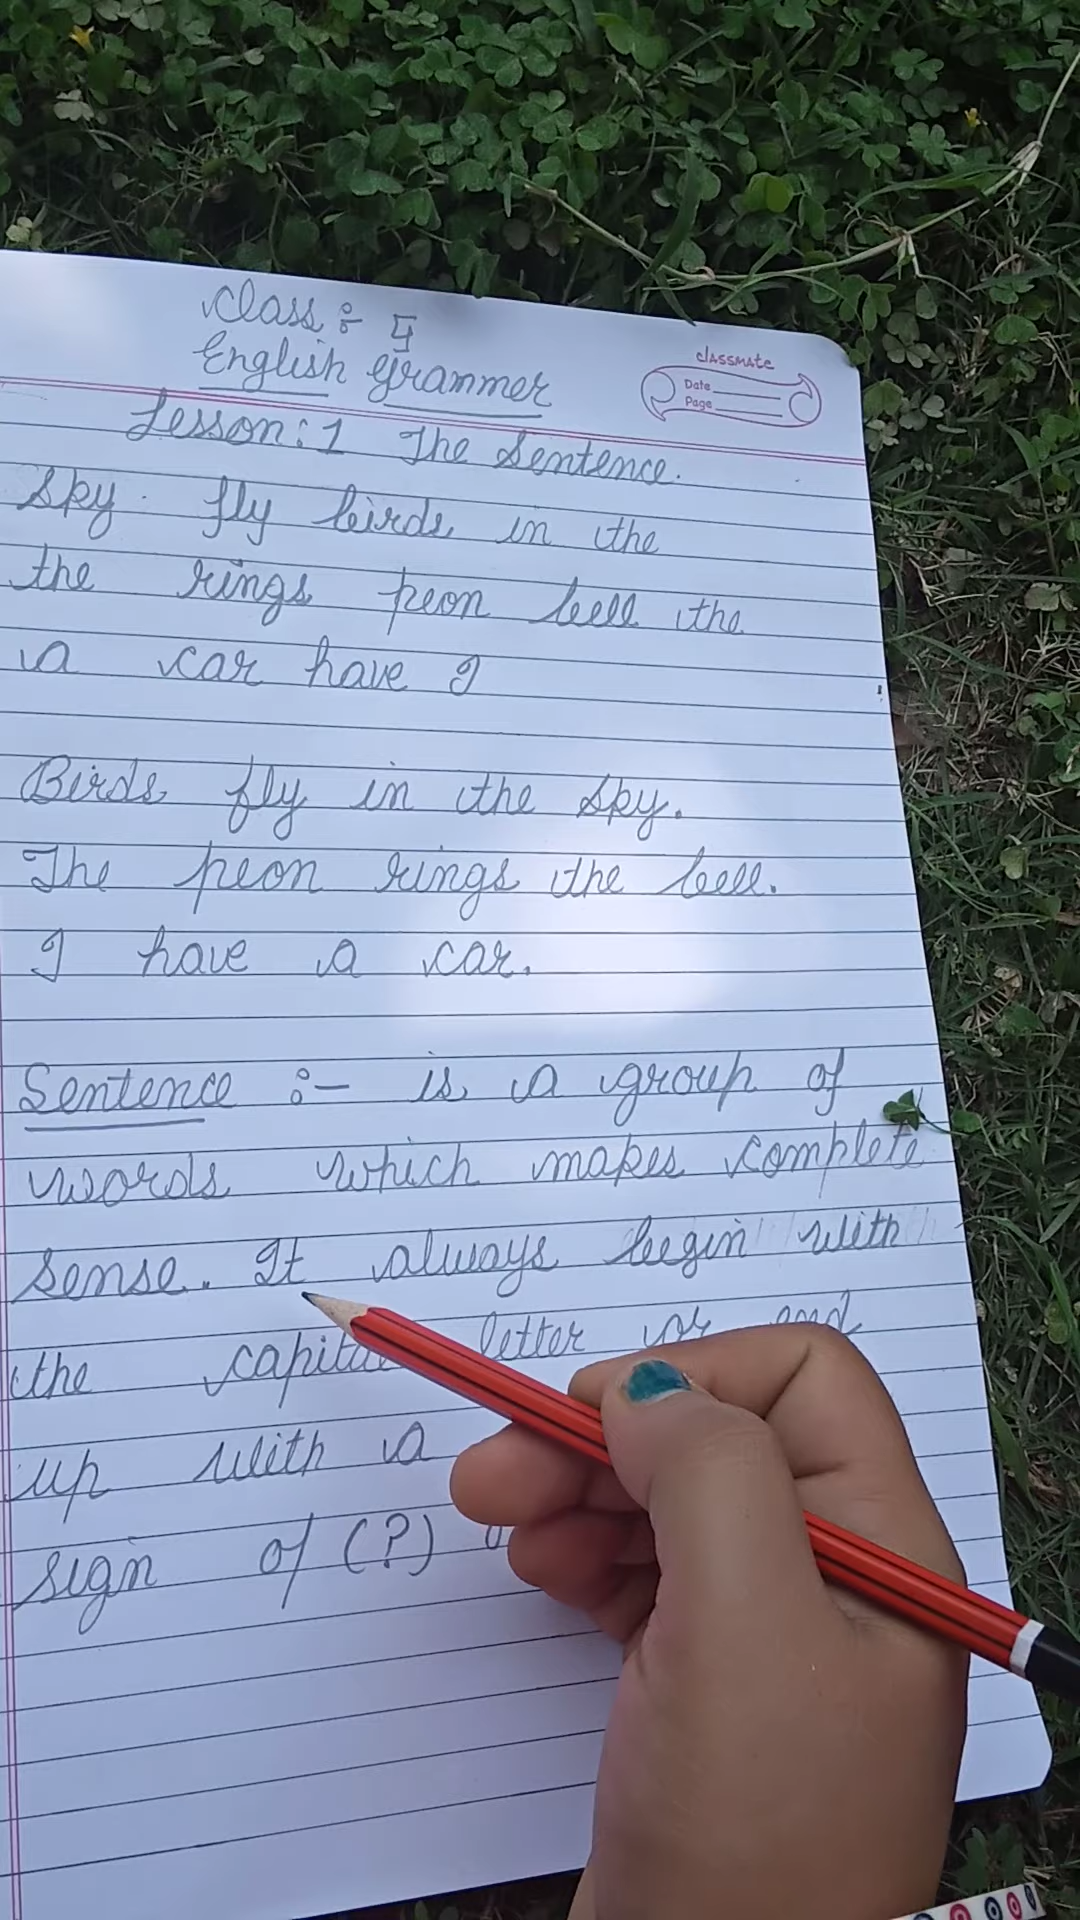 Class :- 5
English Grammer
classmate
Date
Page
Lesson:1 The Sentence.
Sky fly birds in the
the rings peon bell the
a car have I
Birds fly in the sky.
The peon rings the bell.
I have a car.
Sentence :- is a group of
words which makes complete
sense. It always begin with
the capital letter or end
up with a
sign of (?)